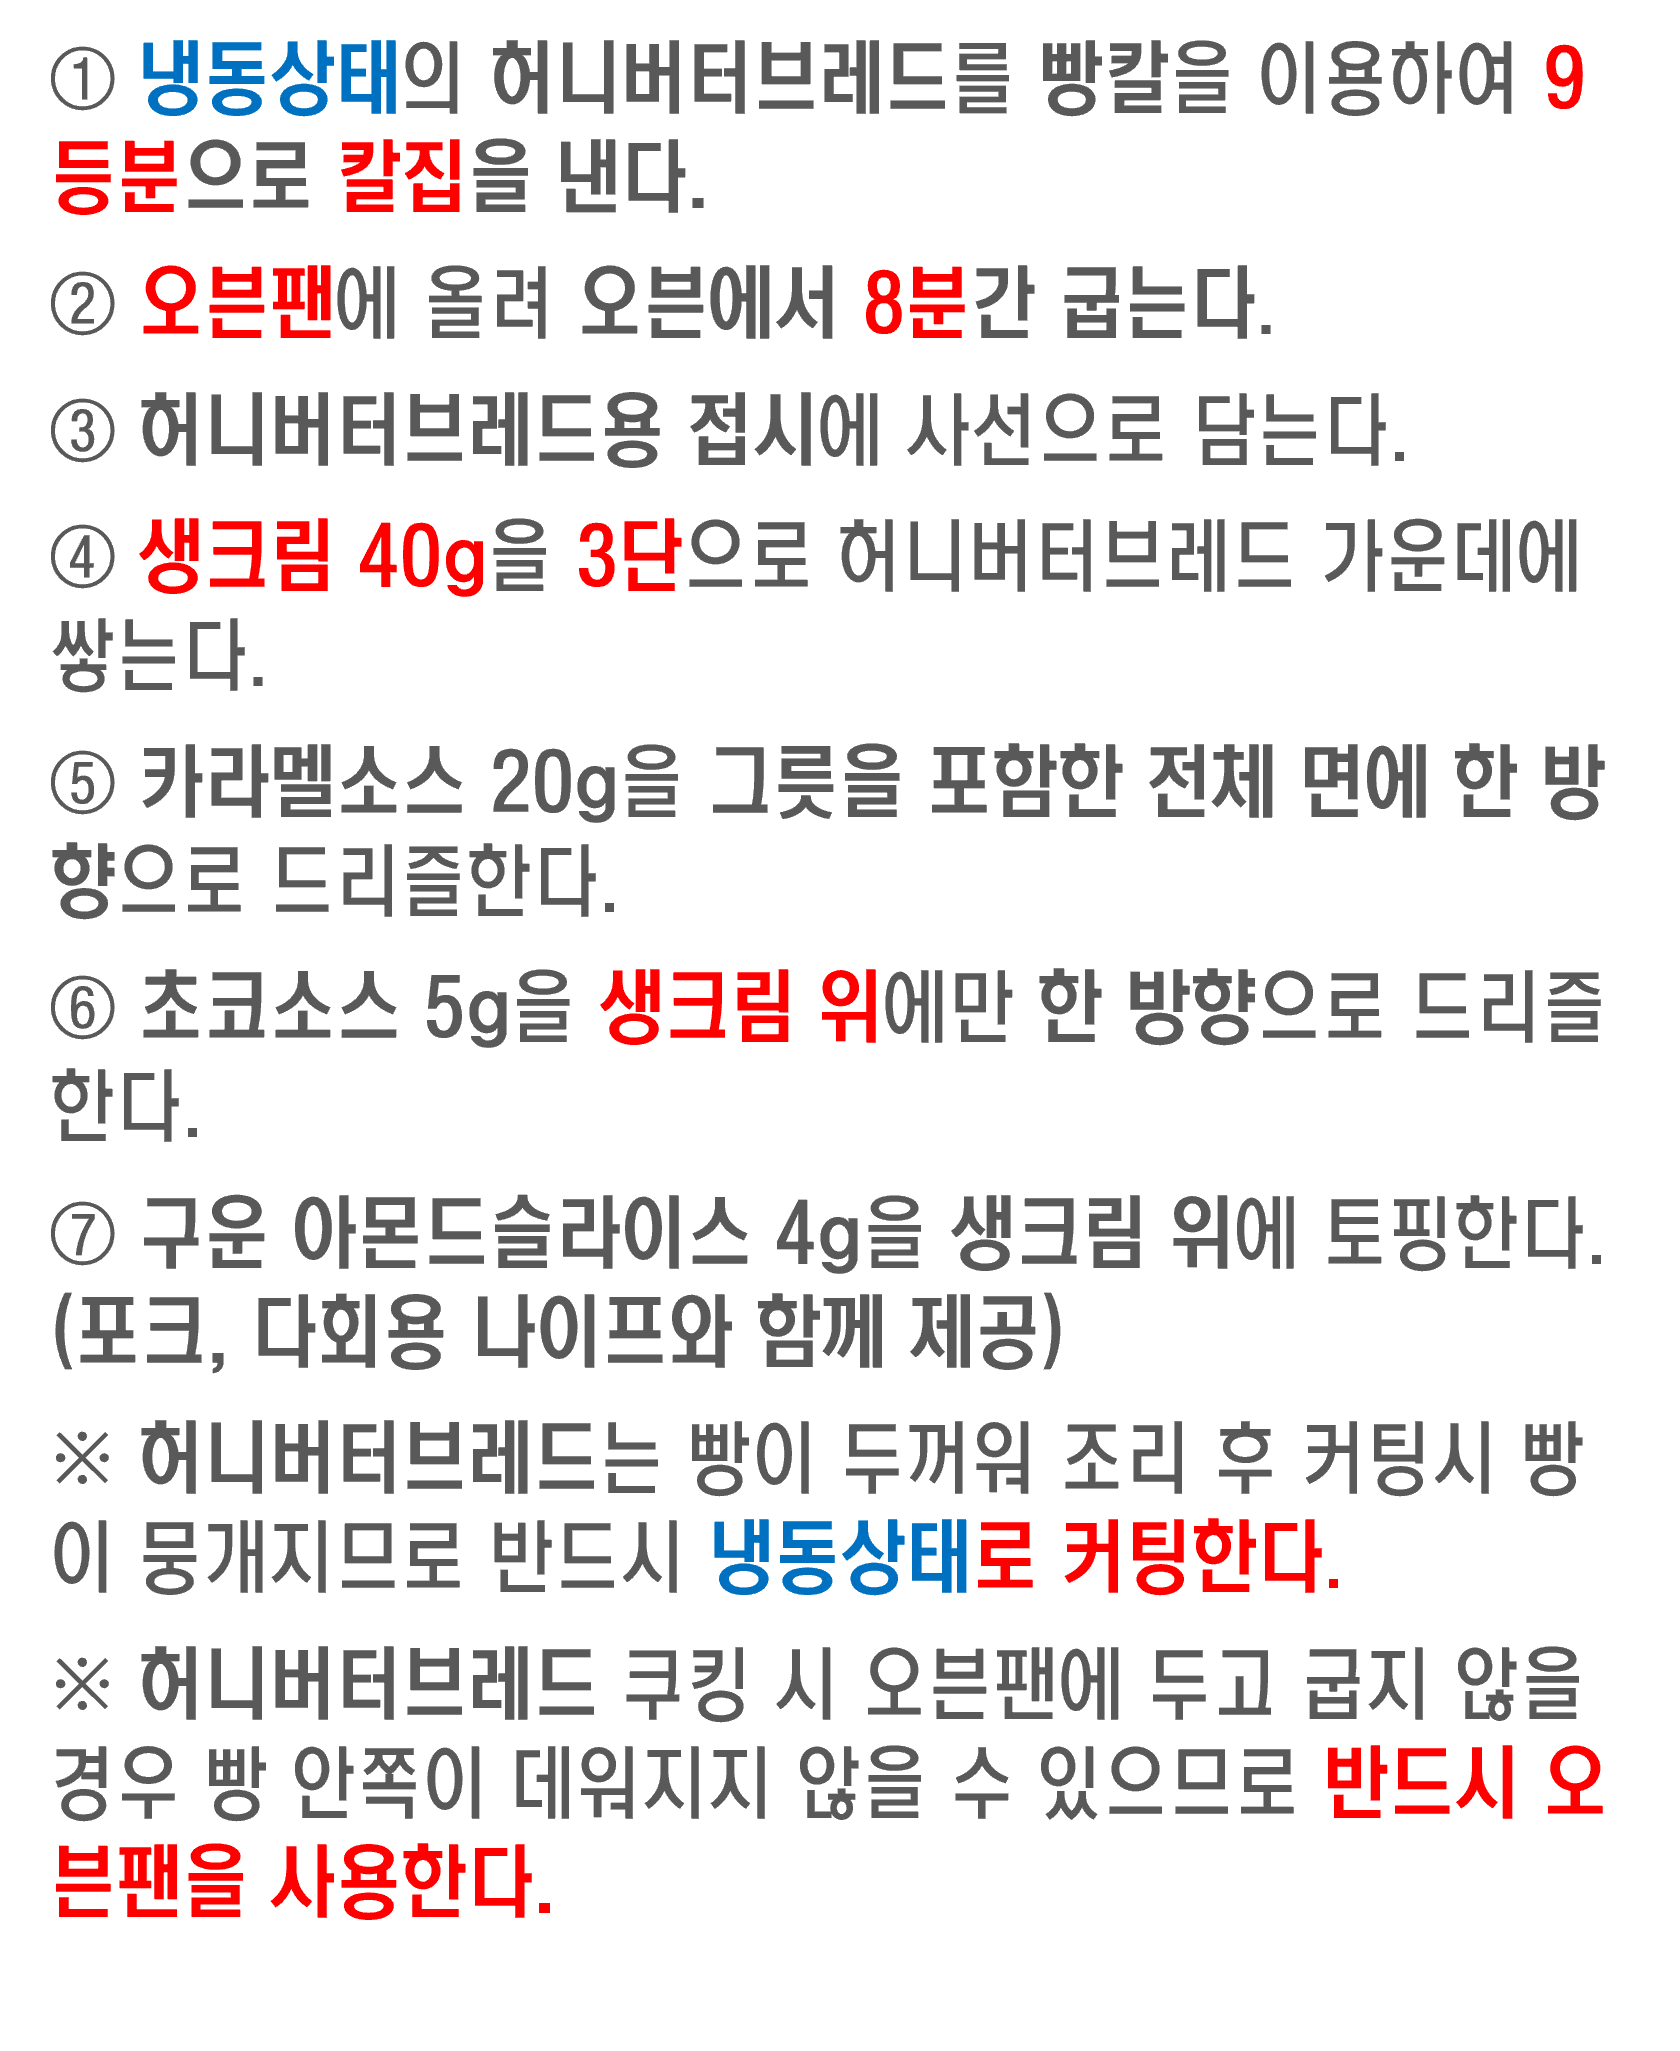 ① 냉동상태의 허니버터브레드를 빵칼을 이용하여 9
등분으로 칼집을 낸다.
② 오븐팬에 올려 오븐에서 8분간 굽는다.
③ 허니버터브레드용 접시에 사선으로 담는다.
④ 생크림 40g을 3단으로 허니버터브레드 가운데에
쌓는다.
⑤ 카라멜소스 20g을 그릇을 포함한 전체 면에 한 방
향으로 드리즐한다.
⑥ 초코소스 5g을 생크림 위에만 한 방향으로 드리즐
한다.
⑦ 구운 아몬드슬라이스 4g을 생크림 위에 토핑한다.
(포크, 다회용 나이프와 함께 제공)
※ 허니버터브레드는 빵이 두꺼워 조리 후 커팅시 빵
이 뭉개지므로 반드시 냉동상태로 커팅한다.
※ 허니버터브레드 쿠킹 시 오븐팬에 두고 굽지 않을
경우 빵 안쪽이 데워지지 않을 수 있으므로 반드시 오
븐팬을 사용한다.